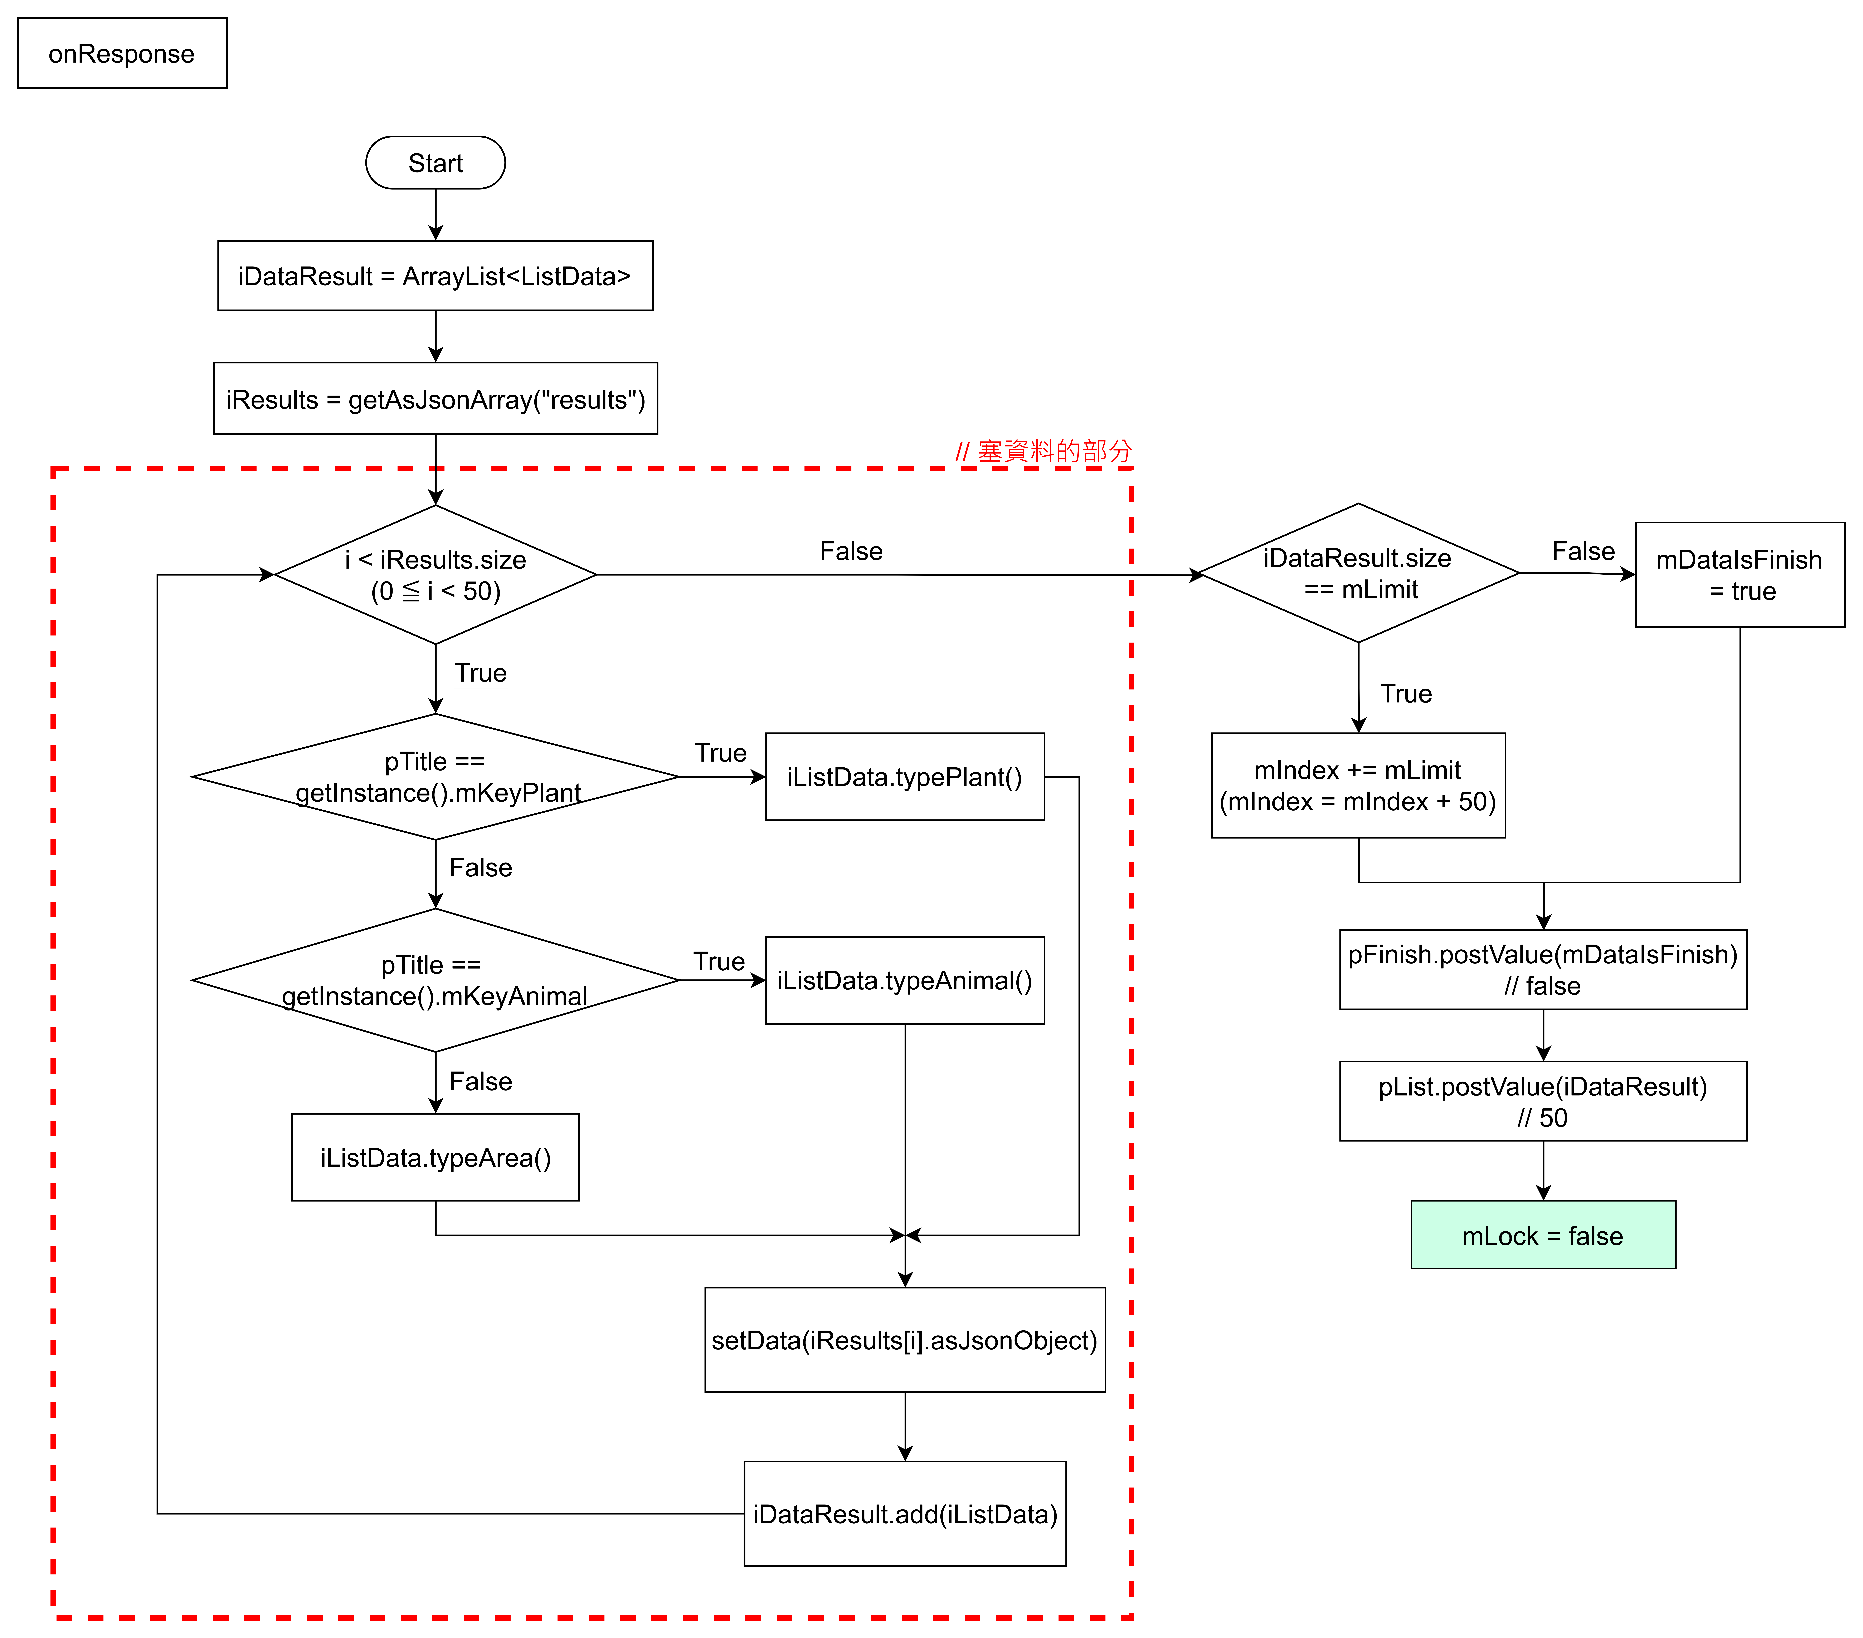 onResponse
Start
iDataResult = ArrayList<ListData>
iResults = getAsJsonArray("results")
// 塞資料的部分
i < iResults.size
(0 ≦ i < 50)
False
True
pTitle ==
getInstance().mKeyPlant
True
iListData.typePlant()
False
pTitle ==
getInstance().mKeyAnimal
True
iListData.typeAnimal()
False
iListData.typeArea()
setData(iResults[i].asJsonObject)
iDataResult.add(iListData)
iDataResult.size
== mLimit
False
mDataIsFinish
= true
True
mIndex += mLimit
(mIndex = mIndex + 50)
pFinish.postValue(mDataIsFinish)
// false
pList.postValue(iDataResult)
// 50
mLock = false